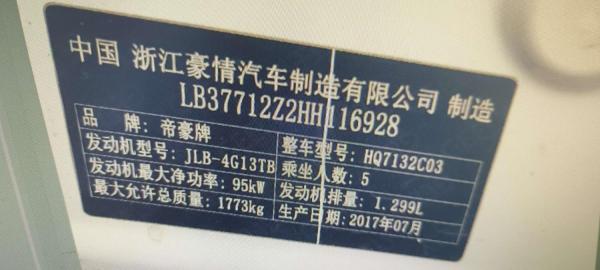 中国 浙江豪情汽车制造有限公司 制造
LB37712Z2HH116928
品 牌: 帝豪牌 整车型号: HQ7132C03
发动机型号: JLB-4G13TB 乘坐人数: 5
发动机最大净功率: 95kW 发动机排量: 1.299L
最大允许总质量: 1773kg 生产日期: 2017年07月